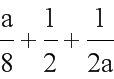 a/8 + 1/2 + 1/2a